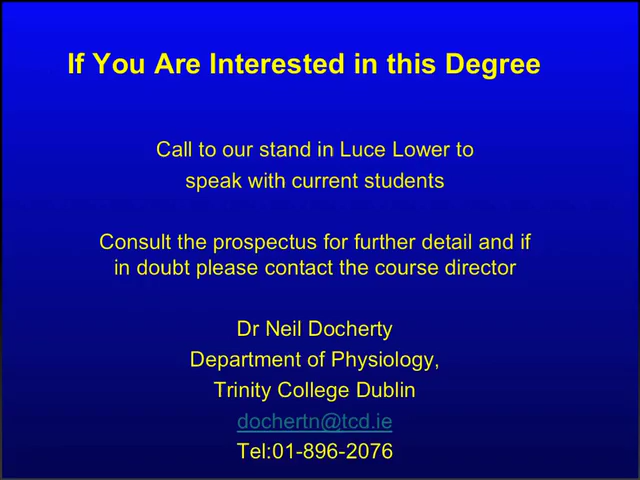 If You Are Interested in this Degree
Call to our stand in Luce Lower to
speak with current students
Consult the prospectus for further detail and if
in doubt please contact the course director
Dr Neil Docherty
Department of Physiology,
Trinity College Dublin
dochertn@tcd.ie
Tel:01-896-2076